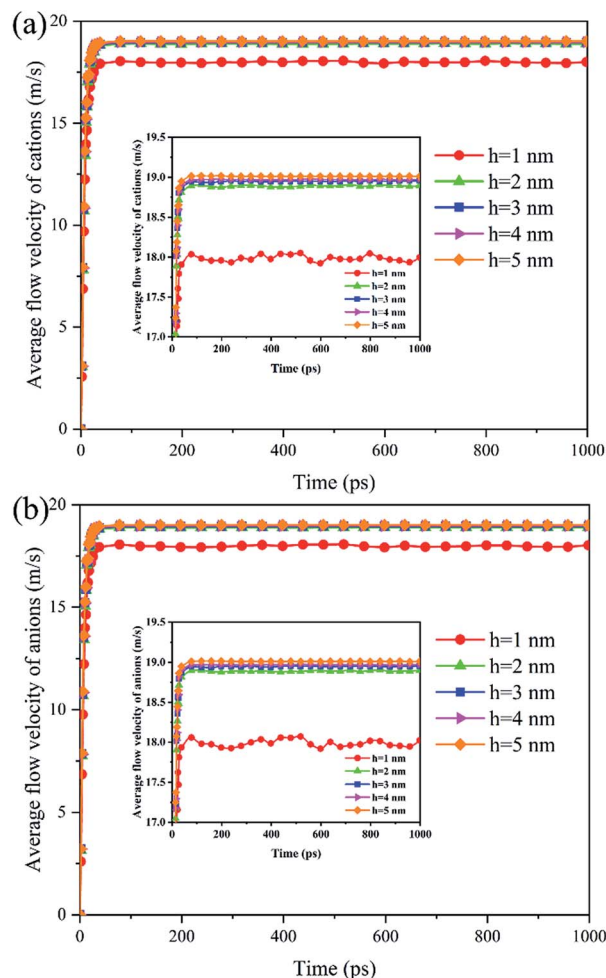 (a)
20
15
10
5
0
Average flow velocity of cations (m/s)
19.5
19.0
18.5
18.0
17.5
17.0
Average flow velocity of cations (m/s)
h=1 nm
h=2 nm
h=3 nm
h=4 nm
h=5 nm
200 400 600 800 1000
Time (ps)
h=1 nm
h=2 nm
h=3 nm
h=4 nm
h=5 nm
0 200 400 600 800 1000
Time (ps)
(b)
20
15
10
5
0
Average flow velocity of anions (m/s)
19.5
19.0
18.5
18.0
17.5
17.0
Average flow velocity of anions (m/s)
h=1 nm
h=2 nm
h=3 nm
h=4 nm
h=5 nm
0 200 400 600 800 1000
Time (ps)
h=1 nm
h=2 nm
h=3 nm
h=4 nm
h=5 nm
0 200 400 600 800 1000
Time (ps)